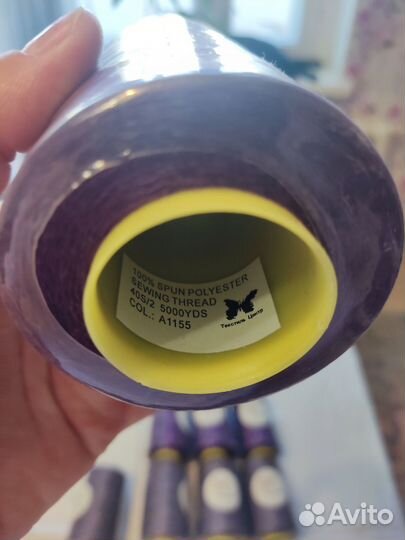 100% SPUN POLYESTER
SEWING THREAD
40S/2 5000YDS
COL.: A1155
Текстиль Центр
Avito